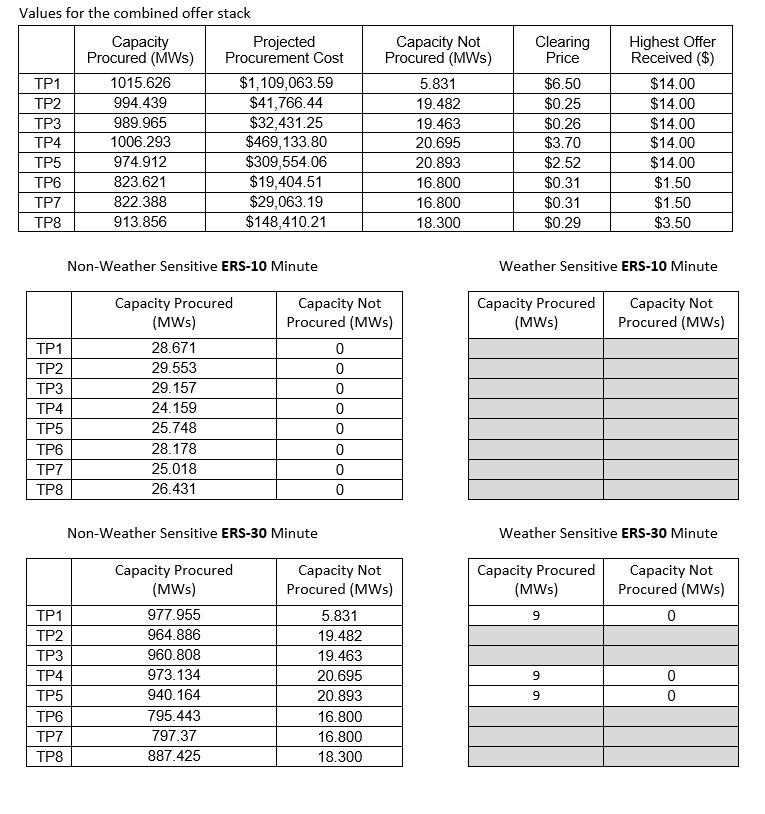 Values for the combined offer stack
Capacity Procured (MWs) Projected Procurement Cost Capacity Not Procured (MWs) Clearing Price Highest Offer Received ($)
TP1 1015.626 $1,109,063.59 5.831 $6.50 $14.00
TP2 994.439 $41,766.44 19.482 $0.25 $14.00
TP3 989.965 $32,431.25 19.463 $0.26 $14.00
TP4 1006.293 $469,133.80 20.695 $3.70 $14.00
TP5 974.912 $309,554.06 20.893 $2.52 $14.00
TP6 823.621 $19,404.51 16.800 $0.31 $1.50
TP7 822.388 $29,063.19 16.800 $0.31 $1.50
TP8 913.856 $148,410.21 18.300 $0.29 $3.50
Non-Weather Sensitive ERS-10 Minute
Capacity Procured (MWs) Capacity Not Procured (MWs)
TP1 28.671 0
TP2 29.553 0
TP3 29.157 0
TP4 24.159 0
TP5 25.748 0
TP6 28.178 0
TP7 25.018 0
TP8 26.431 0
Weather Sensitive ERS-10 Minute
Capacity Procured (MWs) Capacity Not Procured (MWs)
Non-Weather Sensitive ERS-30 Minute
Capacity Procured (MWs) Capacity Not Procured (MWs)
TP1 977.955 5.831
TP2 964.886 19.482
TP3 960.808 19.463
TP4 973.134 20.695
TP5 940.164 20.893
TP6 795.443 16.800
TP7 797.37 16.800
TP8 887.425 18.300
Weather Sensitive ERS-30 Minute
Capacity Procured (MWs) Capacity Not Procured (MWs)
9 0
9 0
9 0